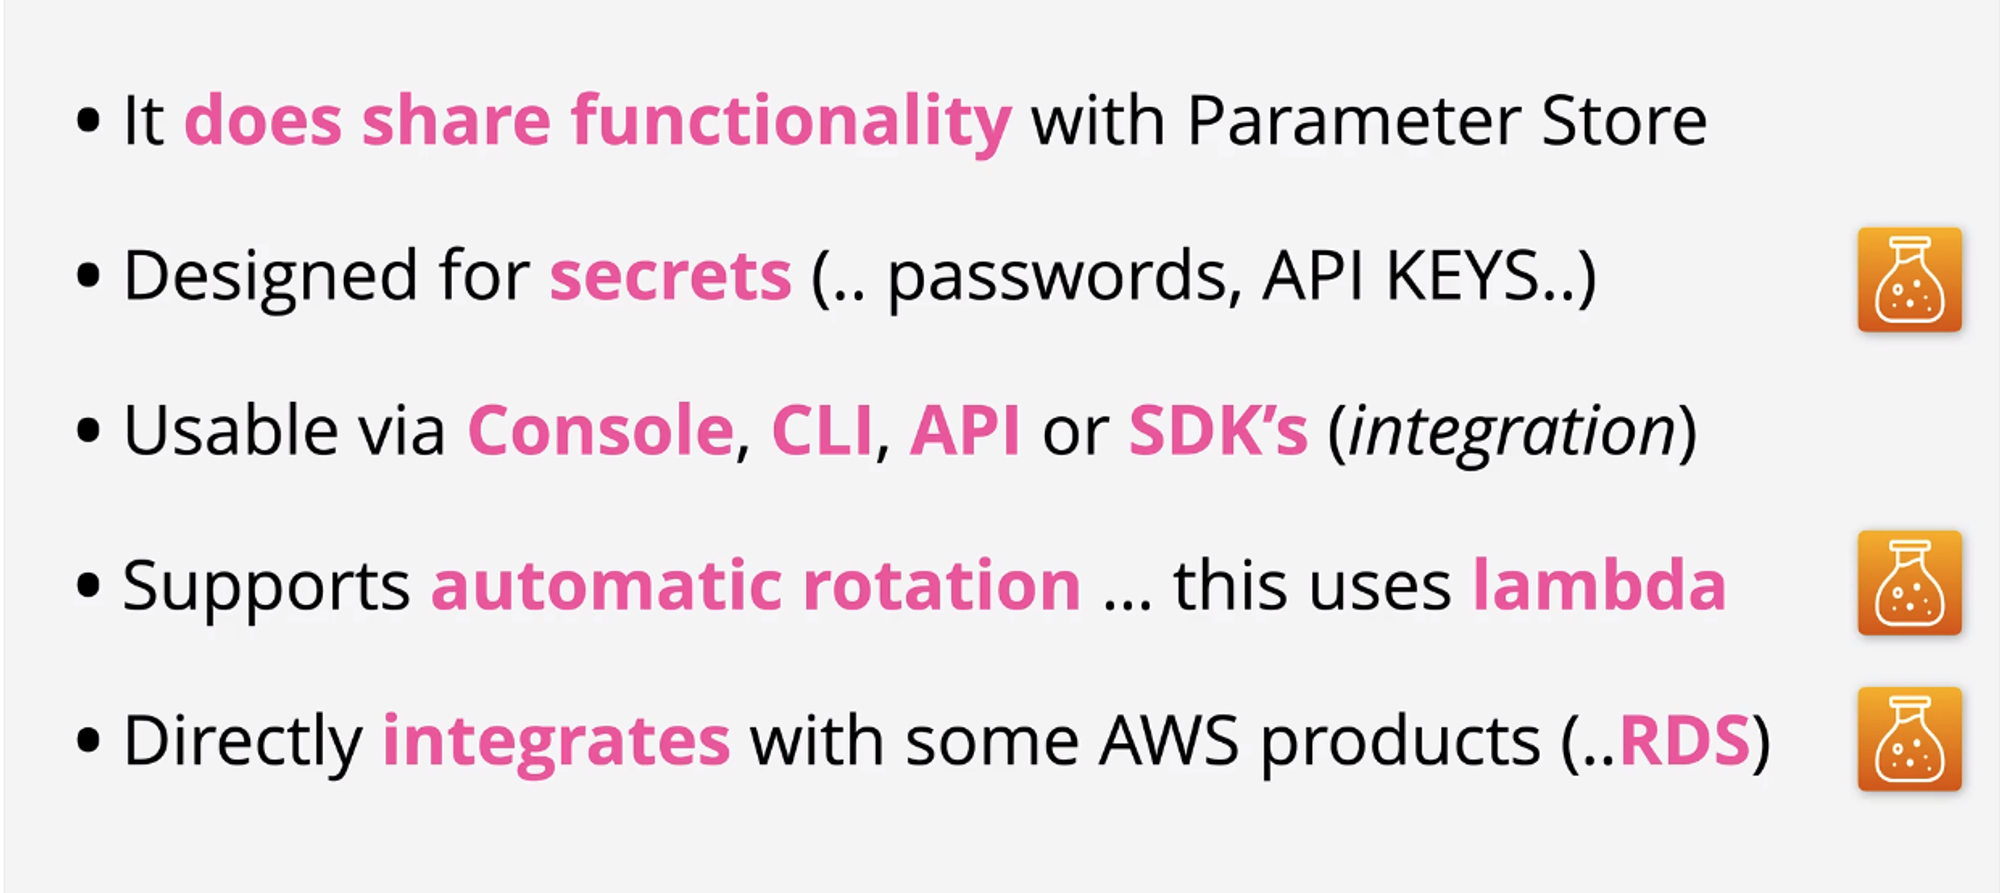 • It does share functionality with Parameter Store
• Designed for secrets (.. passwords, API KEYS..)
• Usable via Console, CLI, API or SDK’s (integration)
• Supports automatic rotation ... this uses lambda
• Directly integrates with some AWS products (..RDS)